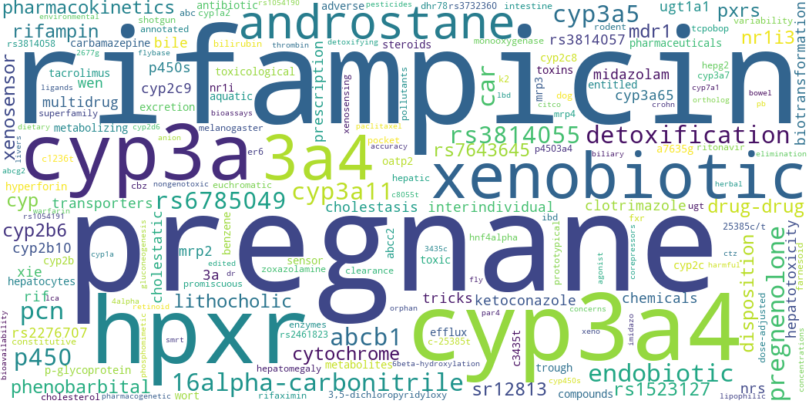 pharmacokinetics
environmental
shotgun
antibiotic
abc
cyp1a2
androstane
adverse
pesticides
dhr78
rs3732360
intestine
cyp3a5
ugt1a1
pxrs
variability
rs1054190
rifampin
annotated
rs3814058
carbamazepine
bile
bilirubin
thrombin
detoxifying
steroids
monooxygenase
rs3814057
mdr1
rodent
tcpobop
pharmaceuticals
nr1i3
biotransformation
2677g
flybase
p450s
tacrolimus
wen
toxicological
cyp2c9
nr1i
multidrug
excretion
aquatic
superfamily
metabolizing
cyp2d6
bioassays
xenosensor
ligands
prescription
xenosensing
car
pollutants
k2
lbd
citco
mrp3
mrp4
cyp2c8
toxins
dog
hepg2
cyp3a7
midazolam
cyp7a1
bowel
entitled
crohn
cyp3a65
ortholog
pb
rifampicin
dietary
melanogaster
livers
abcg2
c1236t
anion
er6
cyp3a
3a4
paclitaxel
accuracy
pocket
oatp2
rs3814055
rs7643645
p4503a4
biliary
a7635g
ritonavir
detoxification
elimination
hyperforin
cbz
nongenotoxic
hepatic
xenobiotic
herbal
cyp
euchromatic
transporters
rs6785049
cyp3a11
c8055t
clotrimazole
ugt
drug-drug
warfarin
rs1054191
cholestasis
interindividual
ibd
fxr
25385c/t
cyp2b6
cyp2b10
cyp2b
cyp1a
gluconeogenesis
cholestatic
benzene
mrp2
abcc2
3435c
hnf4alpha
prototypical
corepressors
ctz
cyp2c
harmful
pregnane
disposition
pregnenolone
hepatotoxicity
farnesoid
xie
hepatocytes
edited
dr
3a
sensor
toxic
clearance
fly
agonist
promiscuous
zoxazolamine
rif
ica
pcn
4alpha
retinoid
lithocholic
orphan
tricks
ketoconazole
chemicals
par4
concerns
xeno
imidazo
dose-adjusted
rs2276707
constitutive
bioavailability
phosphomimetic
smrt
hpxr
enzymes
rs2461823
abcb1
efflux
c-25385t
c3435t
cyp3a4
p450
p-glycoprotein
hepatomegaly
cytochrome
metabolites
6beta-hydroxylation
trough
cyp450s
endobiotic
concentrations
phenobarbital
16alpha-carbonitrile
sr12813
rs1523127
nrs
cholesterol
pharmacogenetic
wort
rifaximin
3,5-dichloropyridyloxy
compounds
lipophilic